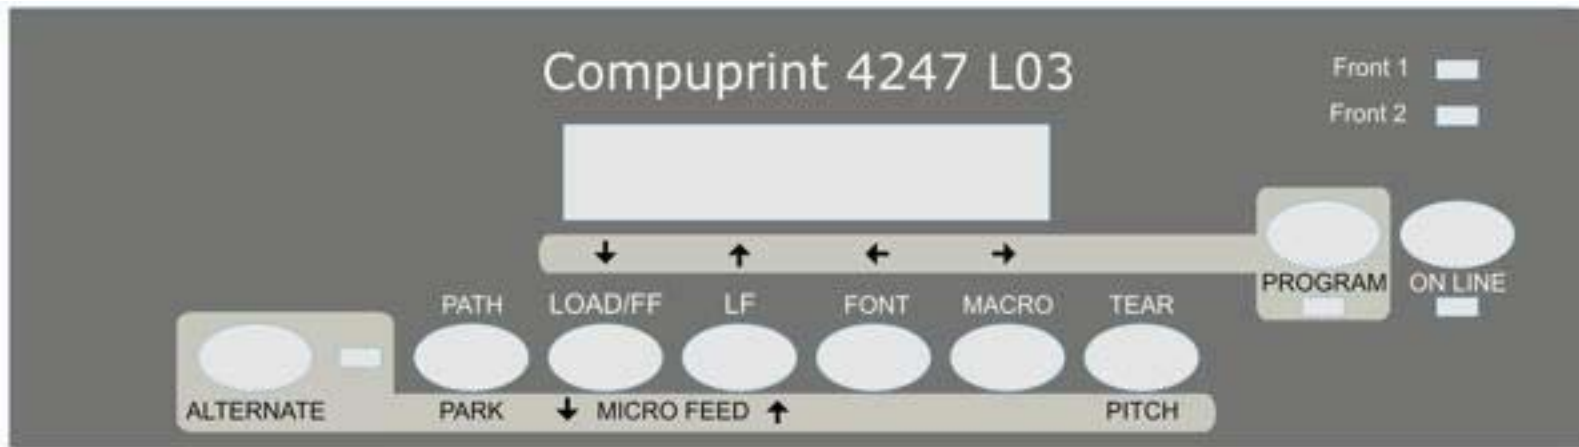 Compuprint 4247 L03
Front 1
Front 2
↓ ↑ ← →
PROGRAM ON LINE
PATH LOAD/FF LF FONT MACRO TEAR
ALTERNATE PARK ↓ MICRO FEED ↑ PITCH